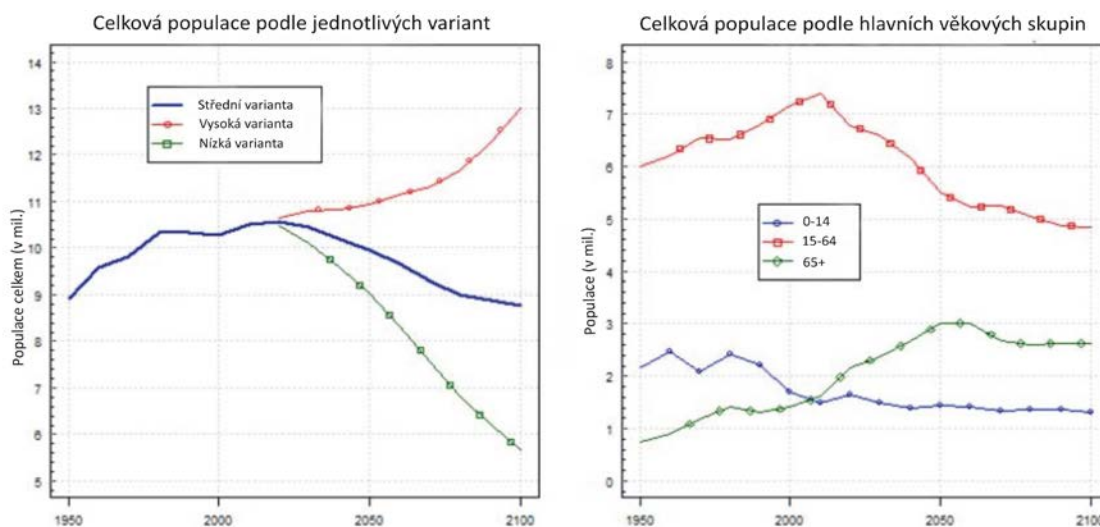 Celková populace podle jednotlivých variant
Populace celkem (v mil.)
14
13
12
11
10
9
8
7
6
5
Střední varianta
Vysoká varianta
Nízká varianta
1950 2000 2050 2100
Celková populace podle hlavních věkových skupin
Populace (v mil.)
8
7
6
5
4
3
2
1
0
0-14
15-64
65+
1950 2000 2050 2100